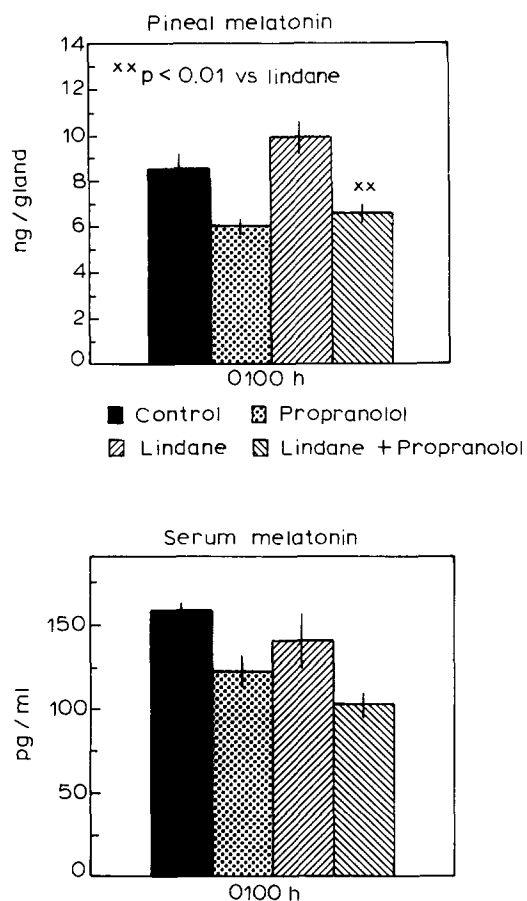 Pineal melatonin
14
12
10
8
6
4
2
0
ng / gland
xx p < 0.01 vs lindane
xx
0100 h
Control Propranolol
Lindane Lindane + Propranolol
Serum melatonin
150
100
50
0
pg / ml
0100 h